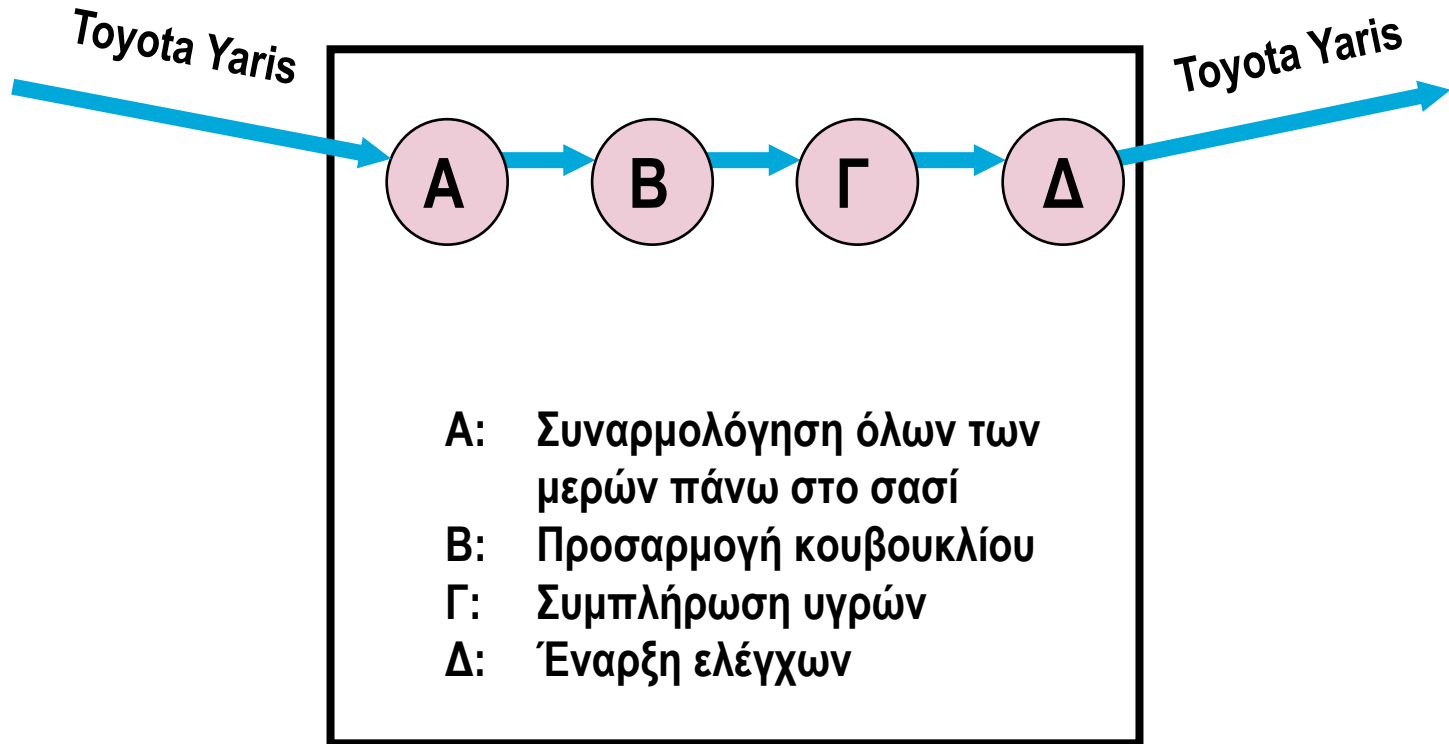 Toyota Yaris
Toyota Yaris
Α Β Γ Δ
Α: Συναρμολόγηση όλων των
μερών πάνω στο σασί
Β: Προσαρμογή κουβουκλίου
Γ: Συμπλήρωση υγρών
Δ: Έναρξη ελέγχων